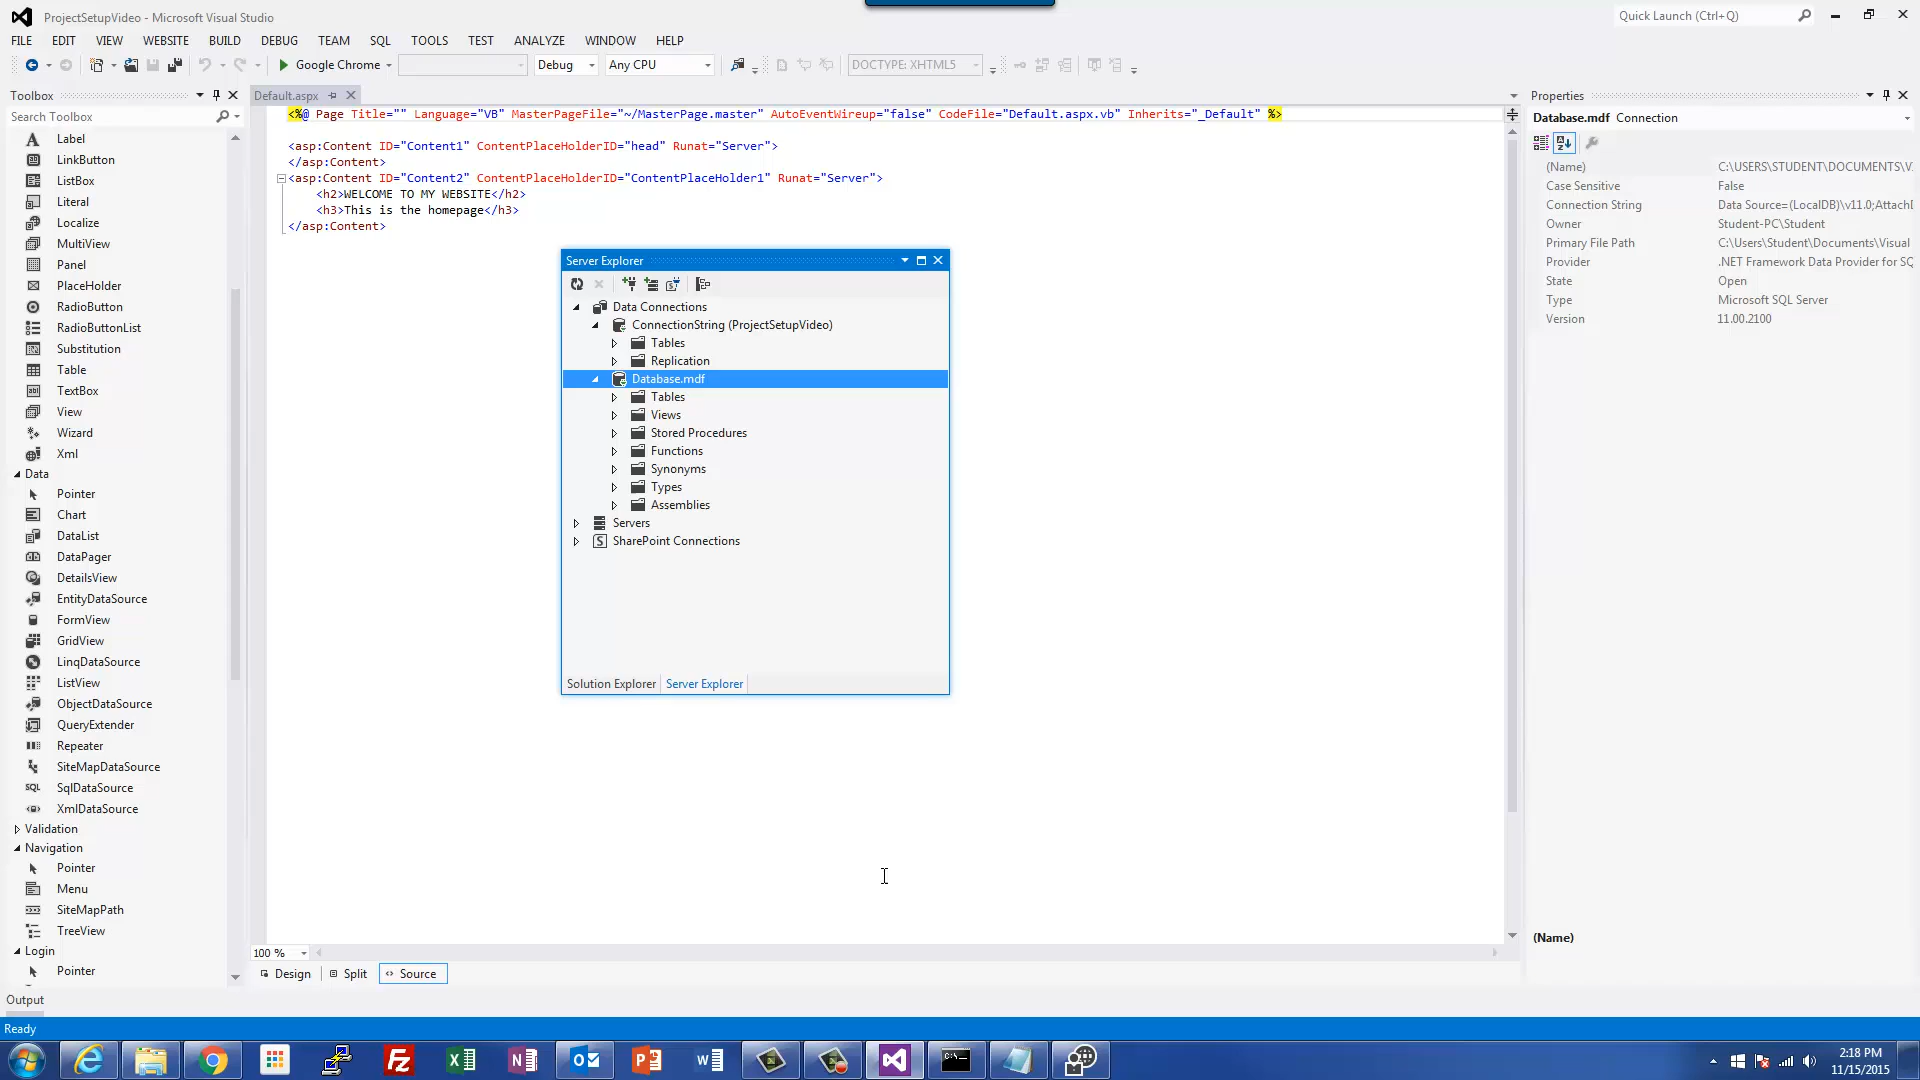 ProjectSetupVideo - Microsoft Visual Studio
Quick Launch (Ctrl+Q)
FILE EDIT VIEW WEBSITE BUILD DEBUG TEAM SQL TOOLS TEST ANALYZE WINDOW HELP
Google Chrome Debug Any CPU DOCTYPE: XHTML5
Toolbox
Search Toolbox
Label
LinkButton
ListBox
Literal
Localize
MultiView
Panel
PlaceHolder
RadioButton
RadioButtonList
Substitution
Table
TextBox
View
Wizard
Xml
Data
Pointer
Chart
DataList
DataPager
DetailsView
EntityDataSource
FormView
GridView
LinqDataSource
ListView
ObjectDataSource
QueryExtender
Repeater
SiteMapDataSource
SqlDataSource
XmlDataSource
Validation
Navigation
Pointer
Menu
SiteMapPath
TreeView
Login
Pointer
Default.aspx
<%@ Page Title="" Language="VB" MasterPageFile="~/MasterPage.master" AutoEventWireup="false" CodeFile="Default.aspx.vb" Inherits="_Default" %>
<asp:Content ID="Content1" ContentPlaceHolderID="head" Runat="Server">
</asp:Content>
<asp:Content ID="Content2" ContentPlaceHolderID="ContentPlaceHolder1" Runat="Server">
<h2>WELCOME TO MY WEBSITE</h2>
<h3>This is the homepage</h3>
</asp:Content>
Server Explorer
Data Connections
ConnectionString (ProjectSetupVideo)
Tables
Replication
Database.mdf
Tables
Views
Stored Procedures
Functions
Synonyms
Types
Assemblies
Servers
SharePoint Connections
Solution Explorer Server Explorer
100 %
Design Split Source
Properties
Database.mdf Connection
(Name) C:\USERS\STUDENT\DOCUMENTS\V
Case Sensitive False
Connection String Data Source=(LocalDB)\v11.0;AttachD
Owner Student-PC\Student
Primary File Path C:\Users\Student\Documents\Visual
Provider .NET Framework Data Provider for SQ
State Open
Type Microsoft SQL Server
Version 11.00.2100
(Name)
Output
Ready
2:18 PM
11/15/2015